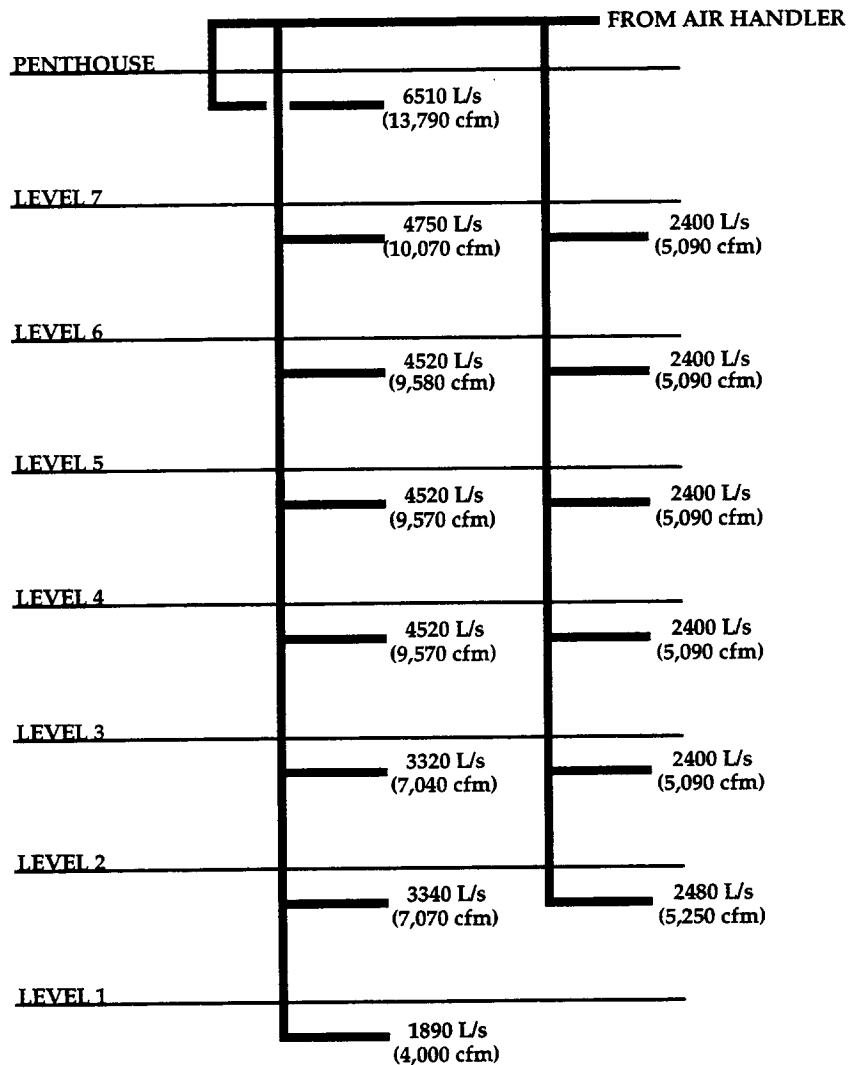 FROM AIR HANDLER
PENTHOUSE
6510 L/s
(13,790 cfm)
LEVEL 7
4750 L/s
(10,070 cfm)
2400 L/s
(5,090 cfm)
LEVEL 6
4520 L/s
(9,580 cfm)
2400 L/s
(5,090 cfm)
LEVEL 5
4520 L/s
(9,570 cfm)
2400 L/s
(5,090 cfm)
LEVEL 4
4520 L/s
(9,570 cfm)
2400 L/s
(5,090 cfm)
LEVEL 3
3320 L/s
(7,040 cfm)
2400 L/s
(5,090 cfm)
LEVEL 2
3340 L/s
(7,070 cfm)
2480 L/s
(5,250 cfm)
LEVEL 1
1890 L/s
(4,000 cfm)